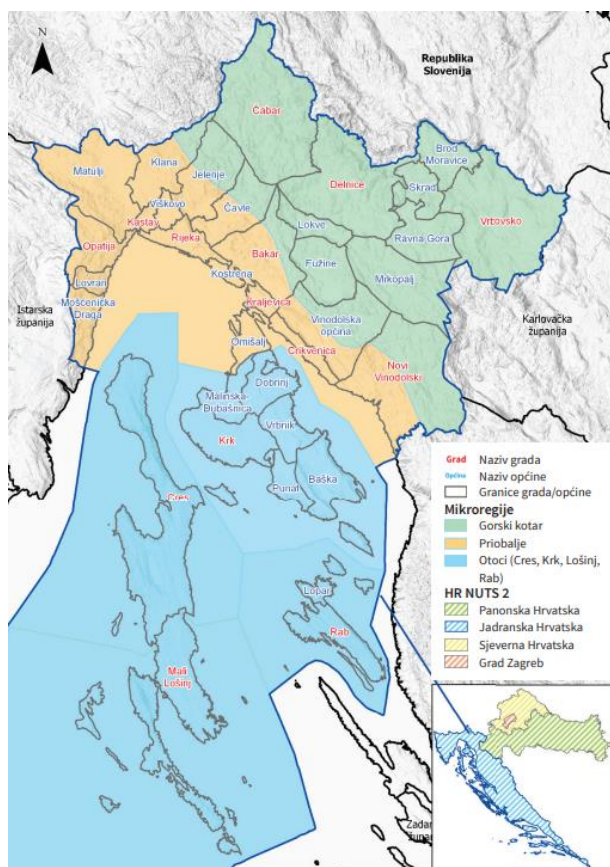 N
Republika
Slovenija
Čabar
Brod
Moravice
Klana
Matulji
Jelenje
Delnice
Skrad
Vrbovsko
Viškovo
Čavle
Kastav
Lokve
Opatija
Rijeka
Ravna Gora
Bakar
Fužine
Kostrena
Lovran
Mrkopalj
Mošćenička
Draga
Istarska
županija
Kraljevica
Karlovačka
županija
Vinodolska
općina
Omišalj
Crikvenica
Novi
Vinodolski
Dobrinj
Malinska-
Dubašnica
Vrbnik
Krk
Baška
Punat
Cres
Lopar
Rab
Mali
Lošinj
Grad Naziv grada
Općina Naziv općine
Granice grada/općine
Mikroregije
Gorski kotar
Priobalje
Otoci (Cres, Krk, Lošinj,
Rab)
HR NUTS 2
Panonska Hrvatska
Jadranska Hrvatska
Sjeverna Hrvatska
Grad Zagreb